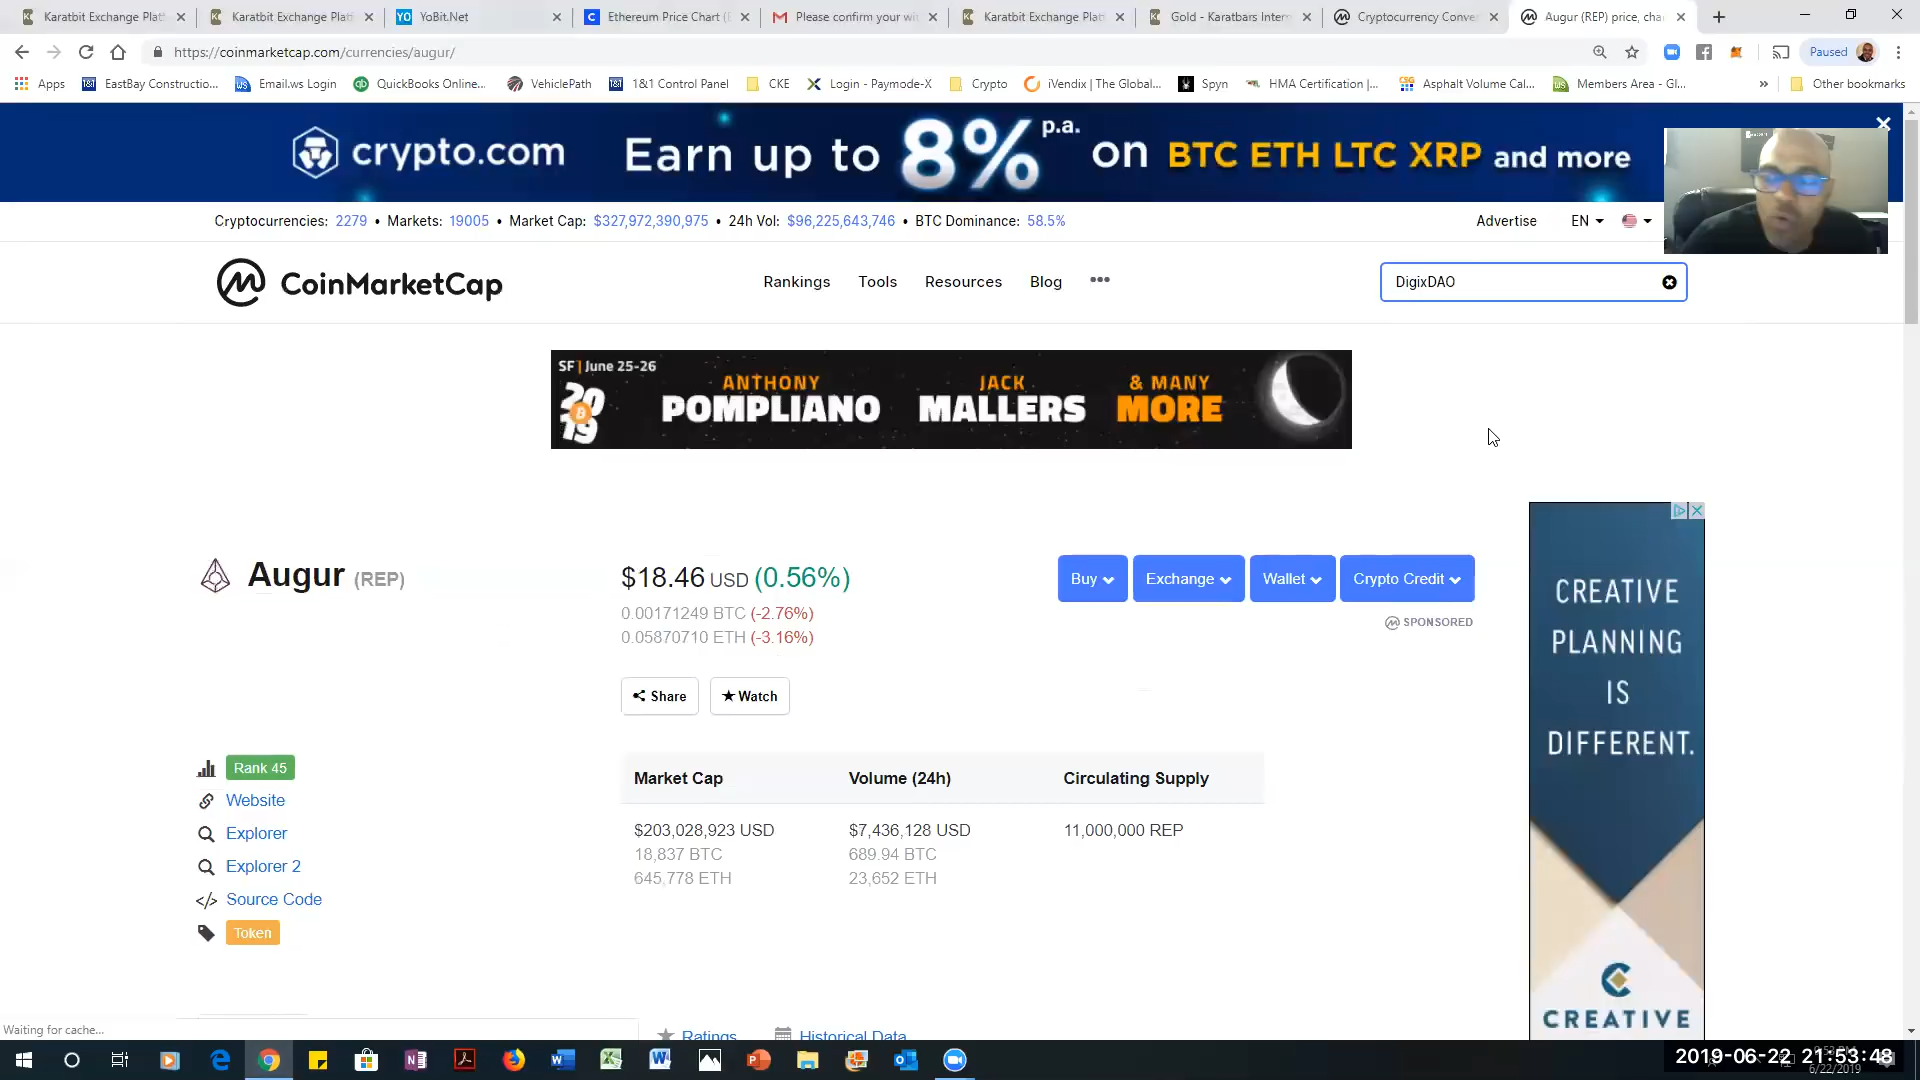 Karatbit Exchange Plat
Karatbit Exchange Plat
YoBit.Net
Ethereum Price Chart (E
Please confirm your wit
Karatbit Exchange Plat
Gold - Karatbars Intern
Cryptocurrency Conver
Augur (REP) price, cha
https://coinmarketcap.com/currencies/augur/
Paused
Apps
EastBay Constructio...
Email.ws Login
QuickBooks Online...
VehiclePath
1&1 Control Panel
CKE
Login - Paymode-X
Crypto
iVendix | The Global...
Spyn
HMA Certification |...
Asphalt Volume Cal...
Members Area - Gl...
Other bookmarks
crypto.com Earn up to 8% p.a. on BTC ETH LTC XRP and more
Cryptocurrencies: 2279 • Markets: 19005 • Market Cap: $327,972,390,975 • 24h Vol: $96,225,643,746 • BTC Dominance: 58.5%
Advertise EN
CoinMarketCap
Rankings Tools Resources Blog
DigixDAO
SF | June 25-26
2019
ANTHONY
POMPLIANO
JACK
MALLERS
& MANY
MORE
Augur (REP)
$18.46 USD (0.56%)
0.00171249 BTC (-2.76%)
0.05870710 ETH (-3.16%)
Buy
Exchange
Wallet
Crypto Credit
SPONSORED
Share
Watch
Rank 45
Website
Explorer
Explorer 2
Source Code
Token
Market Cap Volume (24h) Circulating Supply
$203,028,923 USD $7,436,128 USD 11,000,000 REP
18,837 BTC 689.94 BTC
645,778 ETH 23,652 ETH
CREATIVE
PLANNING
IS
DIFFERENT.
CREATIVE
Waiting for cache...
Ratings Historical Data
2019-06-22 21:53:48
6/22/2019